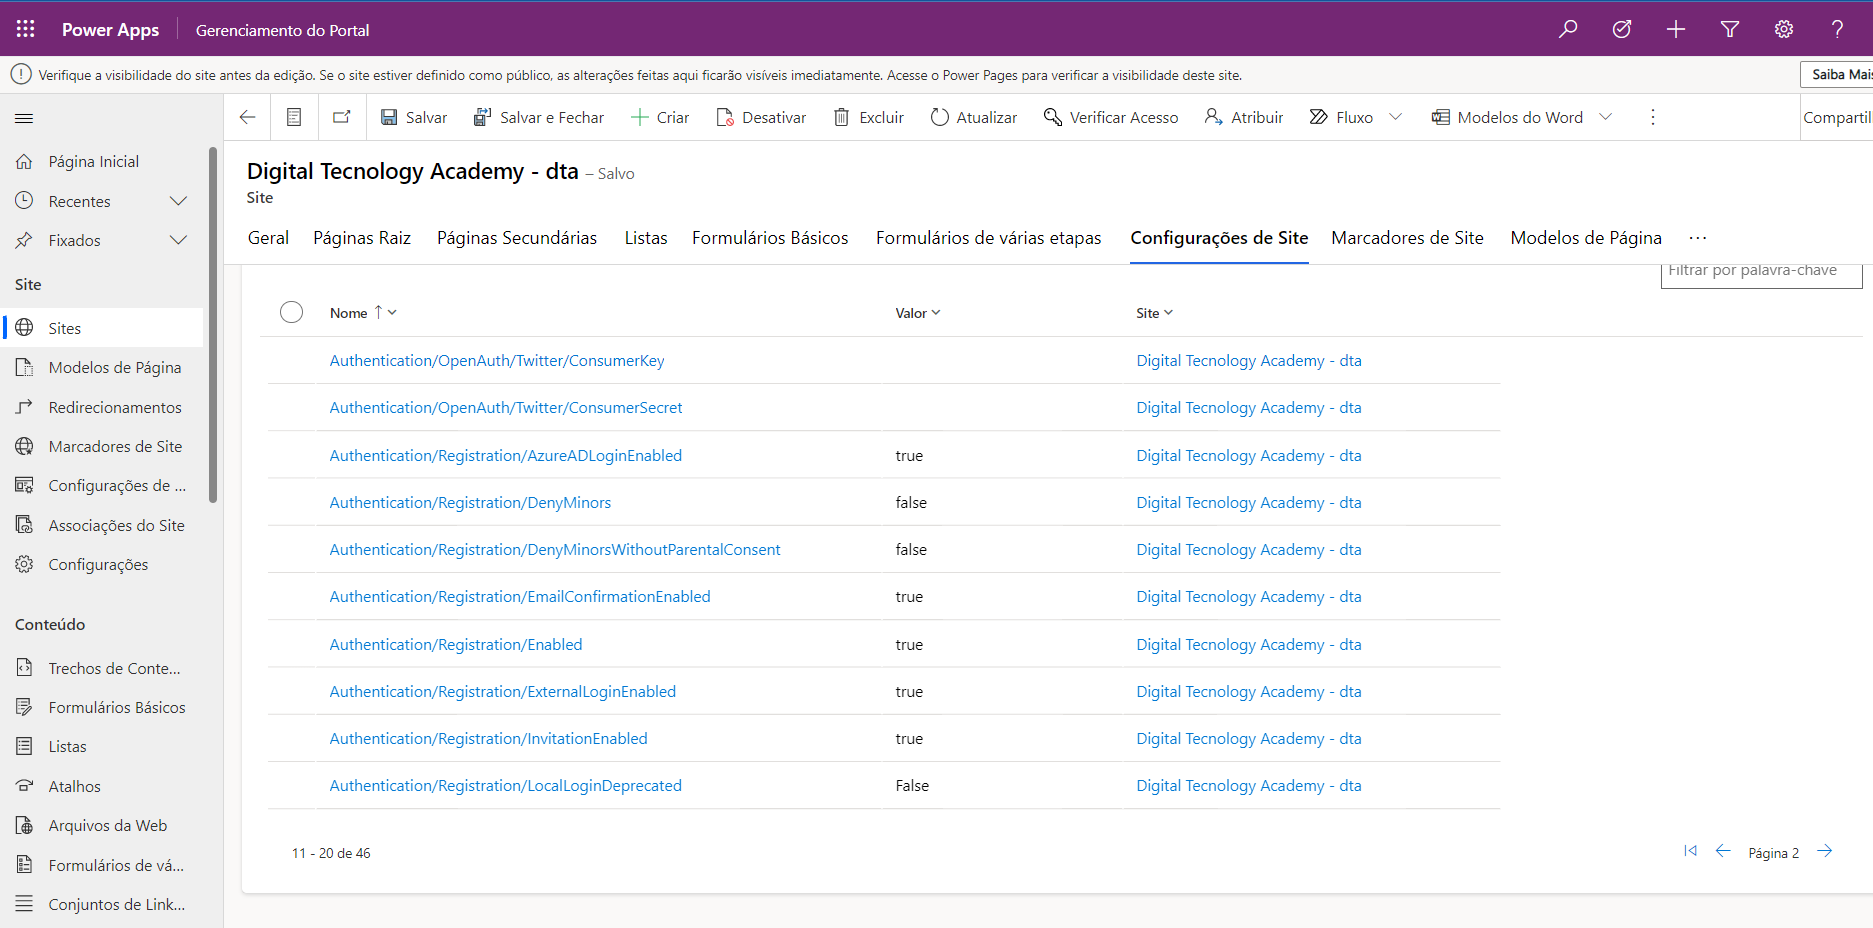 Power Apps Gerenciamento do Portal
Verifique a visibilidade do site antes da edição. Se o site estiver definido como público, as alterações feitas aqui ficarão visíveis imediatamente. Acesse o Power Pages para verificar a visibilidade deste site. Saiba Mais
Salvar Salvar e Fechar Criar Desativar Excluir Atualizar Verificar Acesso Atribuir Fluxo Modelos do Word Compartil
Página Inicial
Recentes
Fixados
Site
Sites
Modelos de Página
Redirecionamentos
Marcadores de Site
Configurações de ...
Associações do Site
Configurações
Conteúdo
Trechos de Conte...
Formulários Básicos
Listas
Atalhos
Arquivos da Web
Formulários de vá...
Conjuntos de Link...
Digital Tecnology Academy - dta – Salvo
Site
Geral Páginas Raiz Páginas Secundárias Listas Formulários Básicos Formulários de várias etapas Configurações de Site Marcadores de Site Modelos de Página ...
Filtrar por palavra-chave
Nome ↑ Valor Site
Authentication/OpenAuth/Twitter/ConsumerKey Digital Tecnology Academy - dta
Authentication/OpenAuth/Twitter/ConsumerSecret Digital Tecnology Academy - dta
Authentication/Registration/AzureADLoginEnabled true Digital Tecnology Academy - dta
Authentication/Registration/DenyMinors false Digital Tecnology Academy - dta
Authentication/Registration/DenyMinorsWithoutParentalConsent false Digital Tecnology Academy - dta
Authentication/Registration/EmailConfirmationEnabled true Digital Tecnology Academy - dta
Authentication/Registration/Enabled true Digital Tecnology Academy - dta
Authentication/Registration/ExternalLoginEnabled true Digital Tecnology Academy - dta
Authentication/Registration/InvitationEnabled true Digital Tecnology Academy - dta
Authentication/Registration/LocalLoginDeprecated False Digital Tecnology Academy - dta
11 - 20 de 46 Página 2